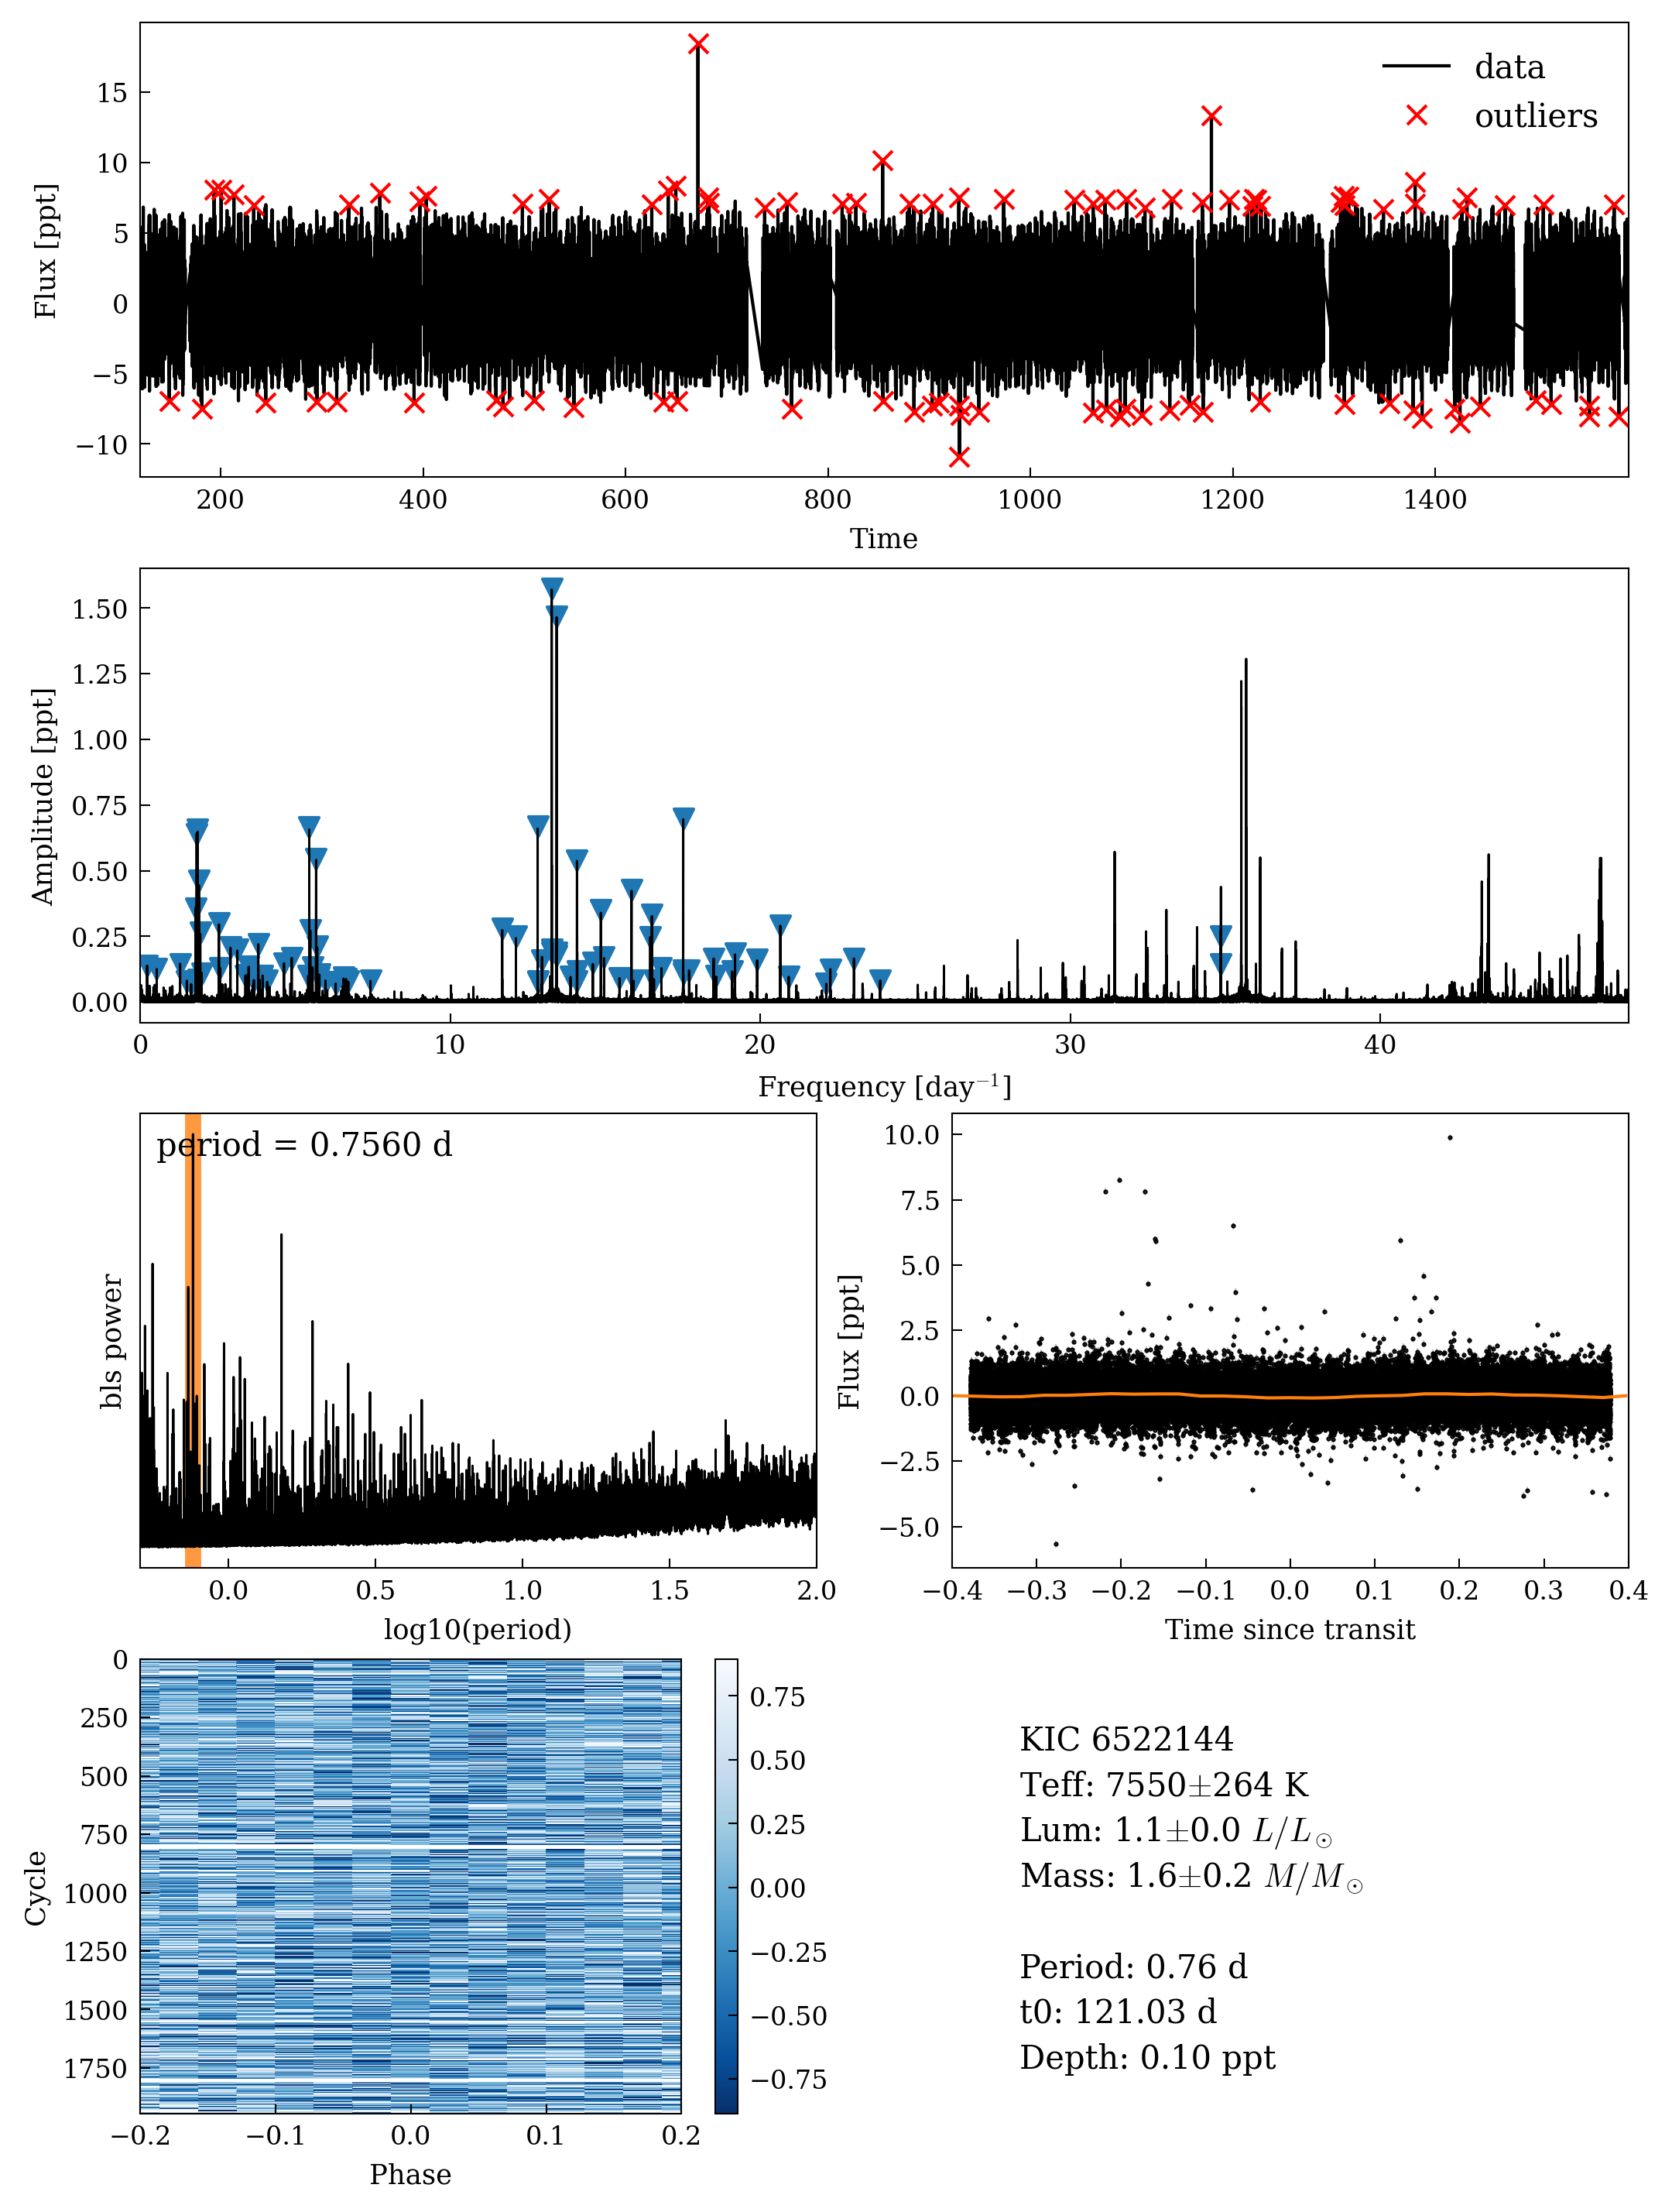 data
outliers
15
10
5
0
−5
−10
Flux [ppt]
200 400 600 800 1000 1200 1400
Time
1.50
1.25
1.00
0.75
0.50
0.25
0.00
Amplitude [ppt]
0 10 20 30 40
Frequency [day⁻¹]
period = 0.7560 d
bls power
0.0 0.5 1.0 1.5 2.0
log10(period)
10.0
7.5
5.0
2.5
0.0
−2.5
−5.0
Flux [ppt]
−0.4 −0.3 −0.2 −0.1 0.0 0.1 0.2 0.3 0.4
Time since transit
0
250
500
750
1000
1250
1500
1750
Cycle
−0.2 −0.1 0.0 0.1 0.2
Phase
0.75
0.50
0.25
0.00
−0.25
−0.50
−0.75
KIC 6522144
Teff: 7550±264 K
Lum: 1.1±0.0 L/L⊙
Mass: 1.6±0.2 M/M⊙
Period: 0.76 d
t0: 121.03 d
Depth: 0.10 ppt